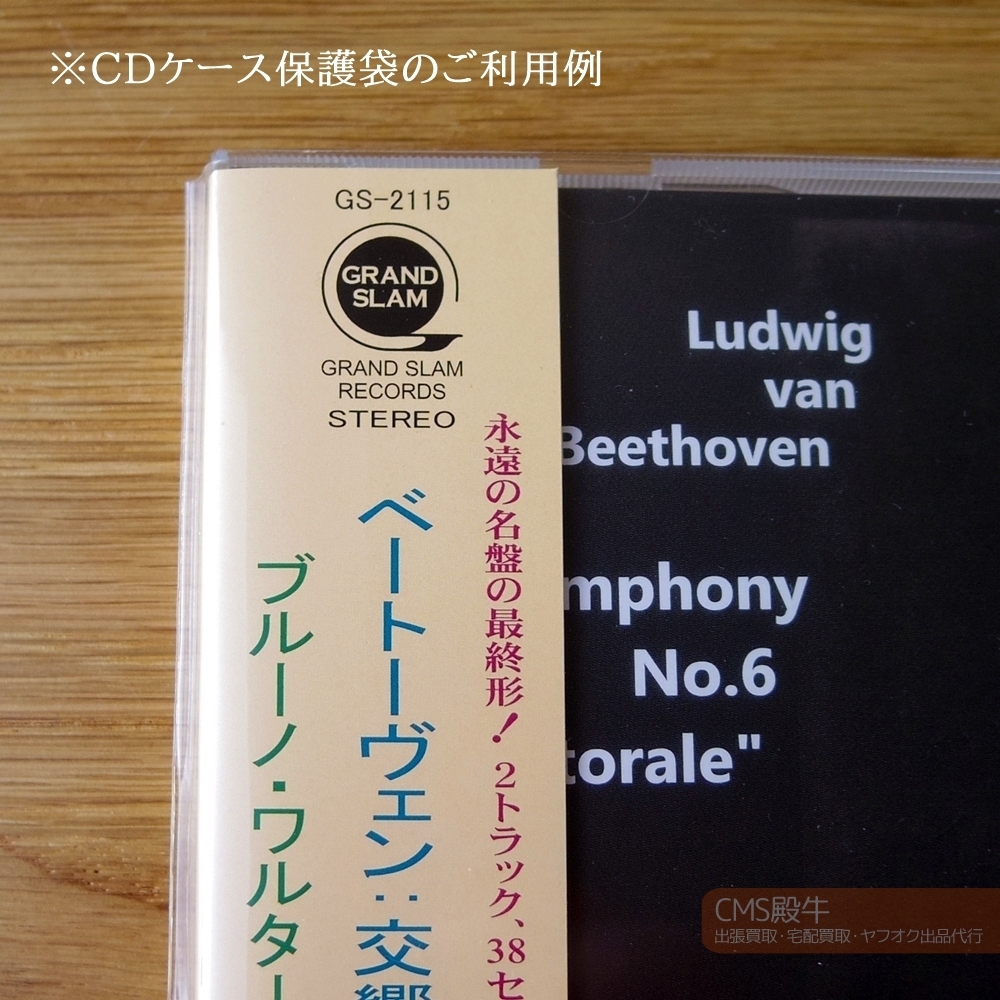 ※CDケース保護袋のご利用例
GS-2115
GRAND
SLAM
GRAND SLAM
RECORDS
STEREO
永遠の名盤の最終形！2トラック、38セ
ベートーヴェン:交響
ブルーノ・ワルター
Ludwig
van
Beethoven
mphony
No.6
torale"
CMS殿牛
出張買取・宅配買取・ヤフオク出品代行